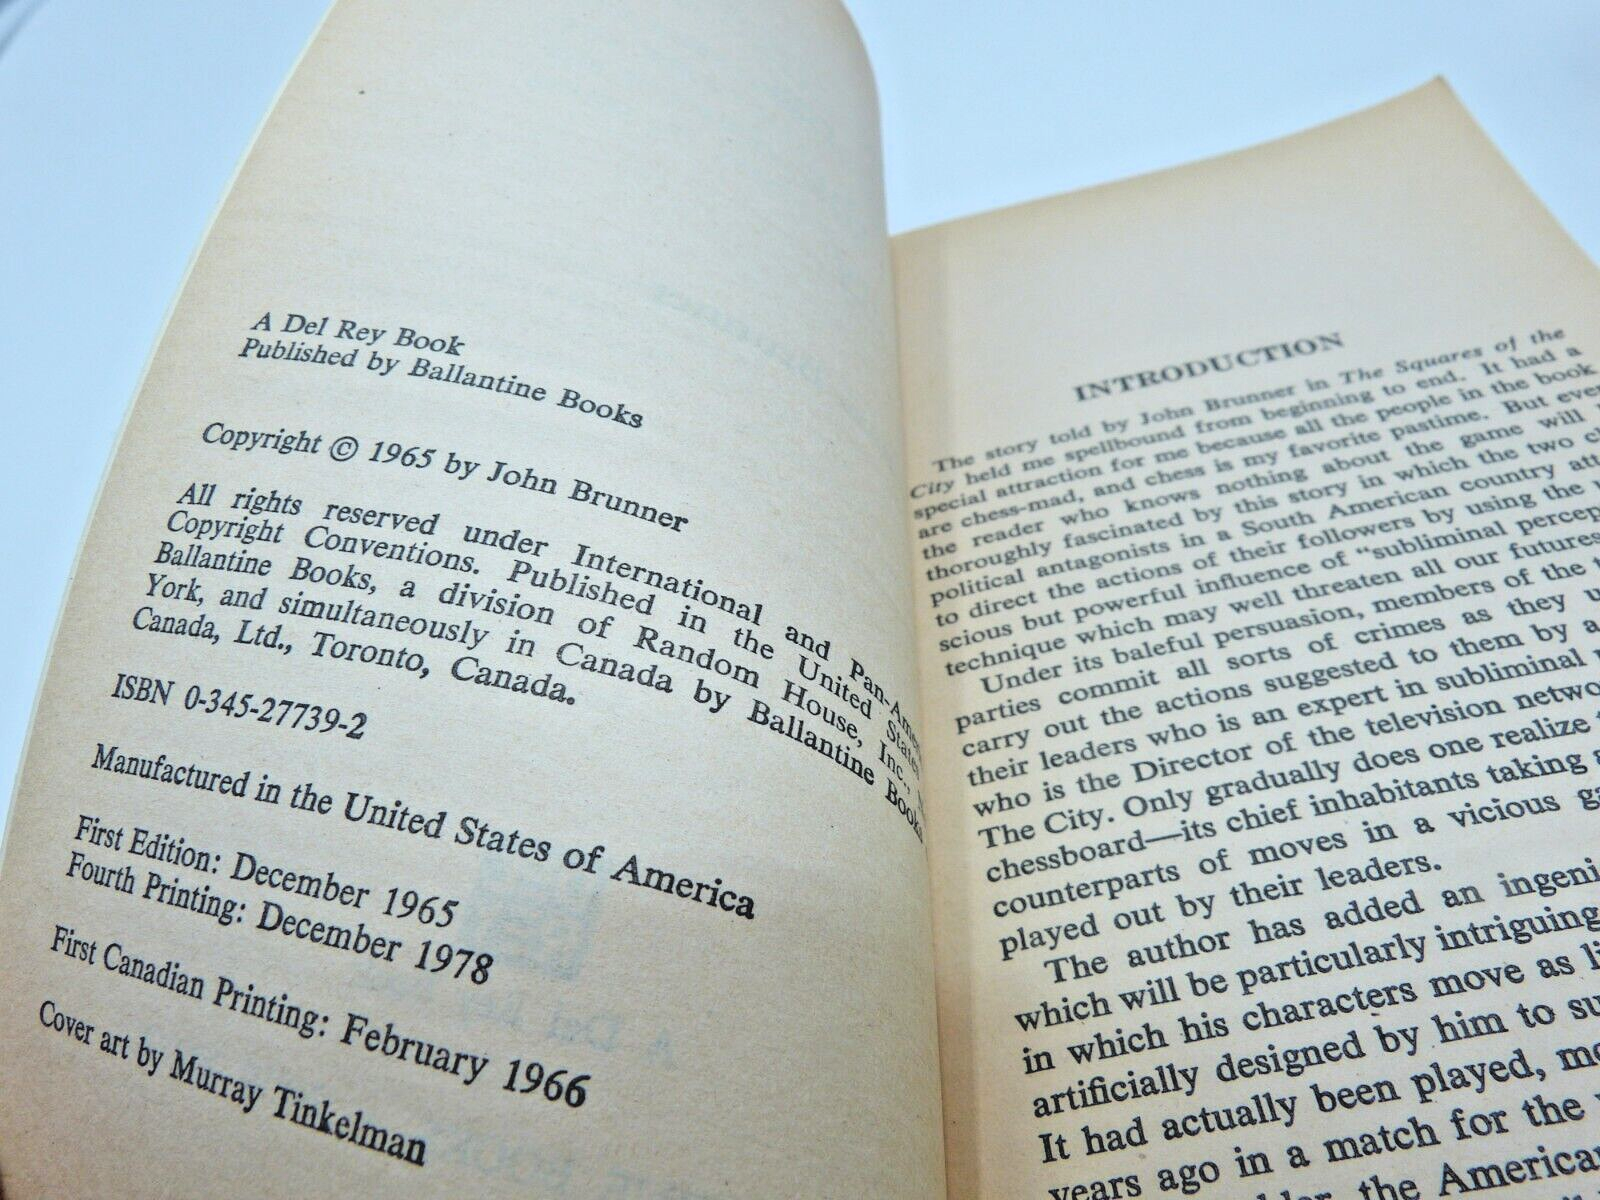 A Del Rey Book
Published by Ballantine Books
Copyright © 1965 by John Brunner
All rights reserved under International and Pan-Amer
Copyright Conventions. Published in the United States
Ballantine Books, a division of Random House, Inc., N
York, and simultaneously in Canada by Ballantine Books
Canada, Ltd., Toronto, Canada.
ISBN 0-345-27739-2
Manufactured in the United States of America
First Edition: December 1965
Fourth Printing: December 1978
First Canadian Printing: February 1966
Cover art by Murray Tinkelman
INTRODUCTION
The story told by John Brunner in The Squares of the
City held me spellbound from beginning to end. It had a
special attraction for me because all the people in the book
are chess-mad, and chess is my favorite pastime. But even
the reader who knows nothing about the game will
thoroughly fascinated by this story in which the two
political antagonists in a South American country
to direct the actions of their followers by using the
scious but powerful influence of "subliminal percep
technique which may well threaten all our futures
Under its baleful persuasion, members of the
parties commit all sorts of crimes as they
carry out the actions suggested to them by
their leaders who is an expert in subliminal
who is the Director of the television netwo
The City. Only gradually does one realize
chessboard—its chief inhabitants taking
counterparts of moves in a vicious
played out by their leaders.
The author has added an ingeni
which will be particularly intriguing
in which his characters move as
artificially designed by him to
It had actually been played,
years ago in a match for the
the American